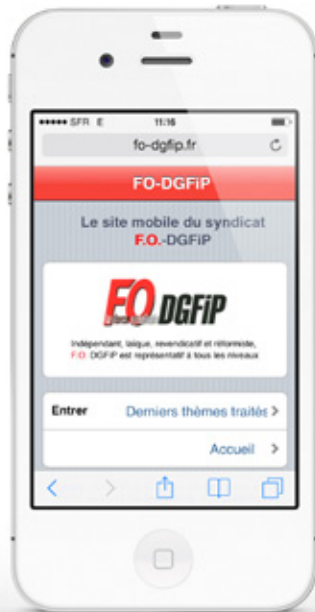 SFR E 11:16
fo-dgfip.fr
FO-DGFiP
Le site mobile du syndicat
F.O.-DGFiP
F.O. DGFiP
Indépendant, laïque, revendicatif et réformiste,
F.O. DGFiP est représentatif à tous les niveaux
Entrer Derniers thèmes traités >
Accueil >